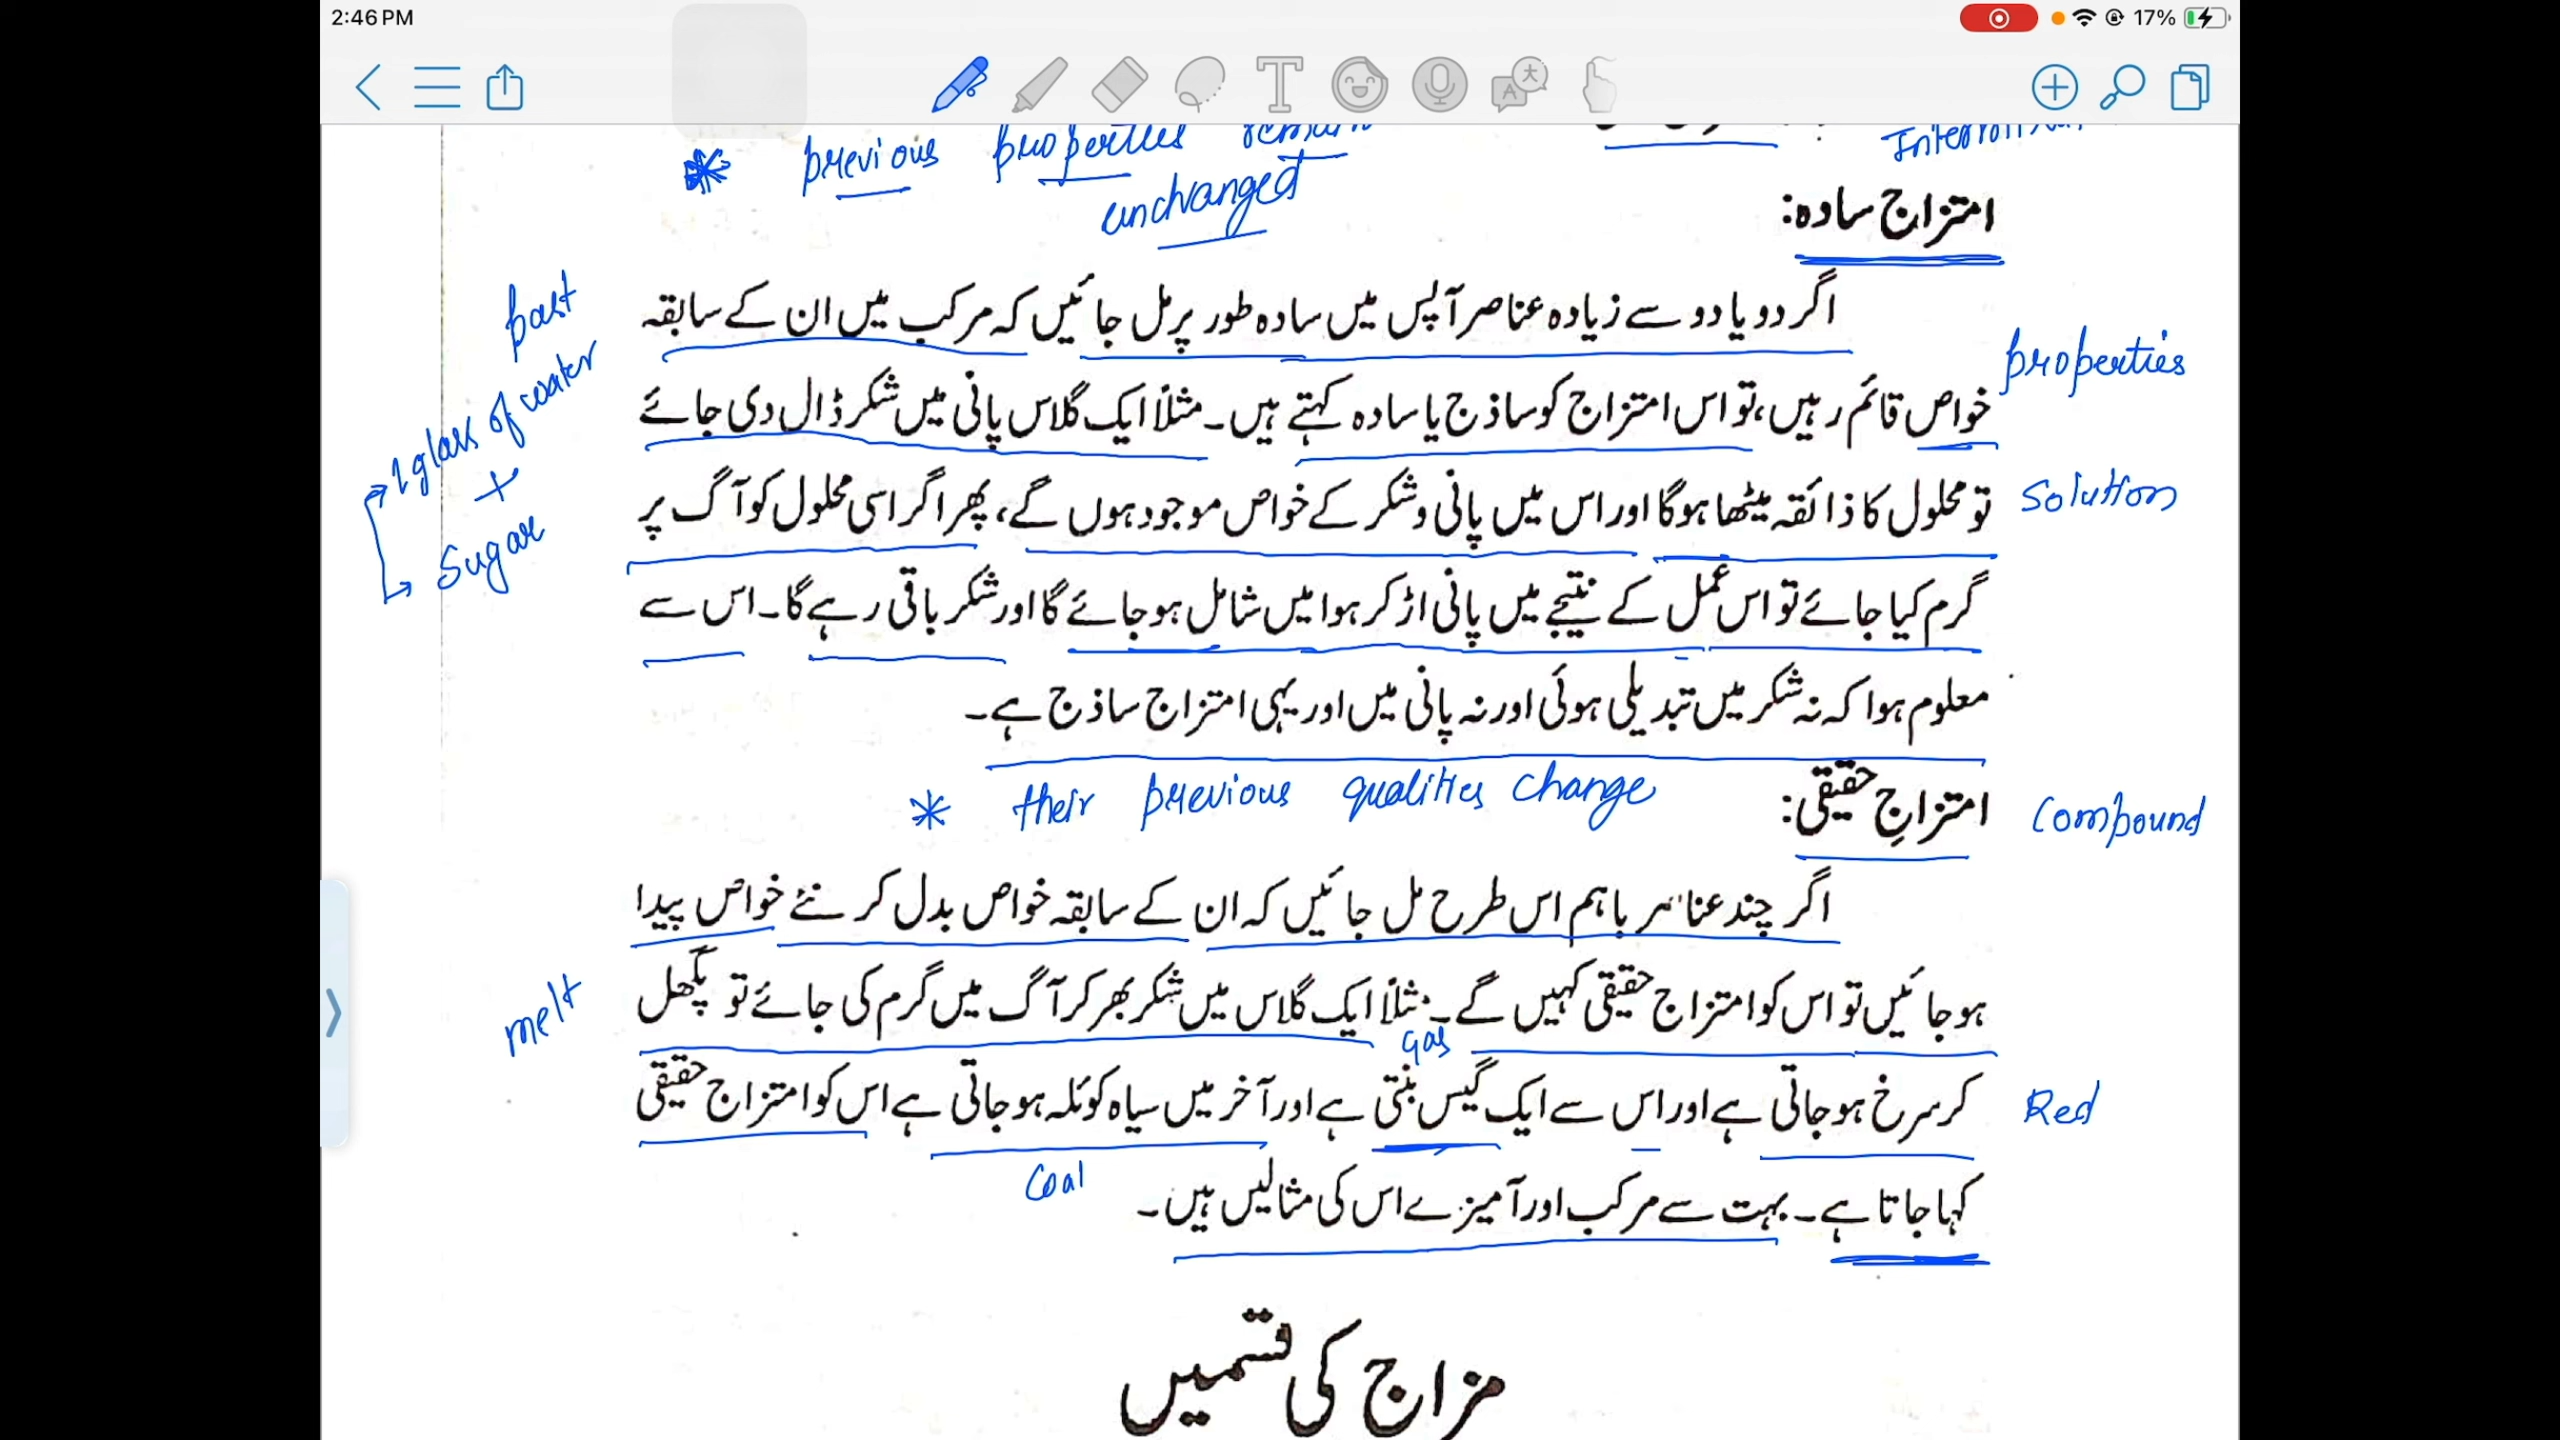 2:46 PM
17%
* previous properties remain
unchanged
امتزاج سادہ:
past
اگر دو یا دو سے زیادہ عناصر آپس میں سادہ طور پر مل جائیں کہ مرکب میں ان کے سابقہ
properties
خواص قائم رہیں، تو اس امتزاج کو ساذج یا سادہ کہتے ہیں۔ مثلاً ایک گلاس پانی میں شکر ڈال دی جائے
1 glass of water
+
Sugar
تو محلول کا ذائقہ میٹھا ہوگا اور اس میں پانی و شکر کے خواص موجود ہوں گے، پھر اگر اسی محلول کو آگ پر
Solution
گرم کیا جائے تو اس عمل کے نتیجے میں پانی اڑ کر ہوا میں شامل ہو جائے گا اور شکر باقی رہے گا۔ اس سے
معلوم ہوا کہ نہ شکر میں تبدیلی ہوئی اور نہ پانی میں اور یہی امتزاج ساذج ہے۔
* their previous qualities change
امتزاجِ حقیقی:
Compound
اگر چند عناصر باہم اس طرح مل جائیں کہ ان کے سابقہ خواص بدل کر نئے خواص پیدا
ہو جائیں تو اس کو امتزاج حقیقی کہیں گے۔ مثلاً ایک گلاس میں شکر بھر کر آگ میں گرم کی جائے تو پگھل
melt
Gas
کر سرخ ہو جاتی ہے اور اس سے ایک گیس بنتی ہے اور آخر میں سیاہ کوئلہ ہو جاتی ہے اس کو امتزاج حقیقی
Red
Coal
کہا جاتا ہے۔ بہت سے مرکب اور آمیزے اس کی مثالیں ہیں۔
مزاج کی قسمیں